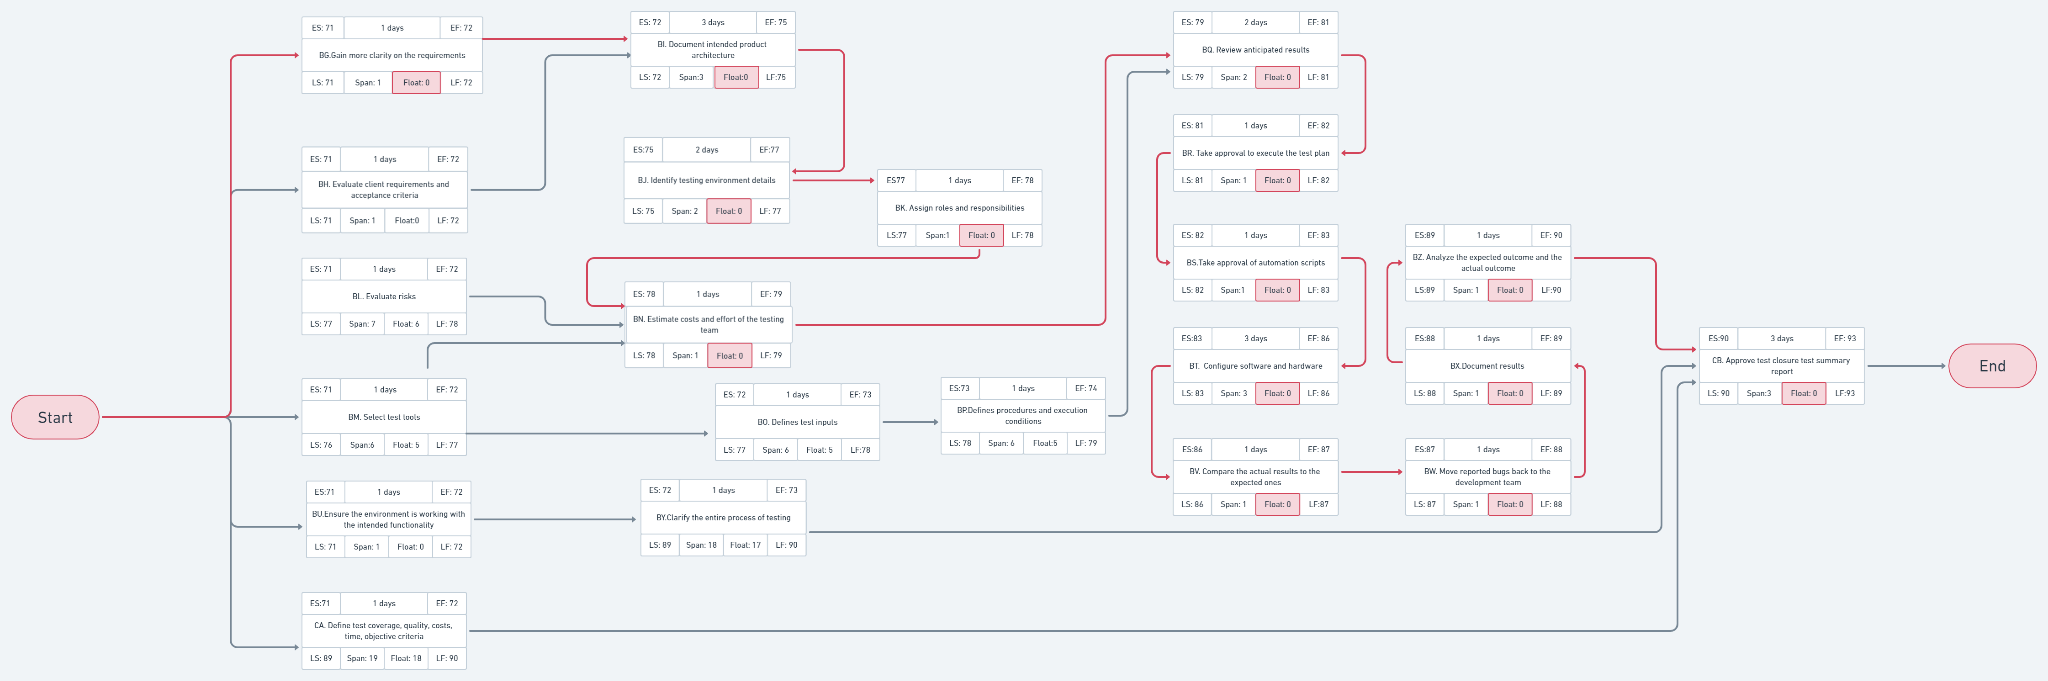 Start
ES: 71 1 days EF: 72
BG.Gain more clarity on the requirements
LS: 71 Span: 1 Float: 0 LF: 72
ES: 71 1 days EF: 72
BH. Evaluate client requirements and
acceptance criteria
LS: 71 Span: 1 Float:0 LF: 72
ES: 71 1 days EF: 72
BL. Evaluate risks
LS: 77 Span: 7 Float: 6 LF: 78
ES: 71 1 days EF: 72
BM. Select test tools
LS: 76 Span:6 Float: 5 LF: 77
ES:71 1 days EF: 72
BU.Ensure the environment is working with
the intended functionality
LS: 71 Span: 1 Float: 0 LF: 72
ES:71 1 days EF: 72
CA. Define test coverage, quality, costs,
time, objective criteria
LS: 89 Span: 19 Float: 18 LF: 90
ES: 72 3 days EF: 75
BI. Document intended product
architecture
LS: 72 Span:3 Float:0 LF:75
ES:75 2 days EF:77
BJ. Identify testing environment details
LS: 75 Span: 2 Float: 0 LF: 77
ES77 1 days EF: 78
BK. Assign roles and responsibilities
LS:77 Span:1 Float: 0 LF: 78
ES: 78 1 days EF: 79
BN. Estimate costs and effort of the testing
team
LS: 78 Span: 1 Float: 0 LF: 79
ES: 72 1 days EF: 73
BO. Defines test inputs
LS: 77 Span: 6 Float: 5 LF:78
ES:73 1 days EF: 74
BP.Defines procedures and execution
conditions
LS: 78 Span: 6 Float:5 LF: 79
ES: 72 1 days EF: 73
BY.Clarify the entire process of testing
LS: 89 Span: 18 Float: 17 LF: 90
ES: 79 2 days EF: 81
BQ. Review anticipated results
LS: 79 Span: 2 Float: 0 LF: 81
ES: 81 1 days EF: 82
BR. Take approval to execute the test plan
LS: 81 Span: 1 Float: 0 LF: 82
ES: 82 1 days EF: 83
BS.Take approval of automation scripts
LS: 82 Span:1 Float: 0 LF: 83
ES:83 3 days EF: 86
BT. Configure software and hardware
LS: 83 Span: 3 Float: 0 LF: 86
ES:86 1 days EF: 87
BV. Compare the actual results to the
expected ones
LS: 86 Span: 1 Float: 0 LF:87
ES:87 1 days EF: 88
BW. Move reported bugs back to the
development team
LS: 87 Span: 1 Float: 0 LF: 88
ES:88 1 days EF: 89
BX.Document results
LS: 88 Span: 1 Float: 0 LF: 89
ES:89 1 days EF: 90
BZ. Analyze the expected outcome and the
actual outcome
LS:89 Span: 1 Float: 0 LF:90
ES:90 3 days EF: 93
CB. Approve test closure test summary
report
LS: 90 Span:3 Float: 0 LF:93
End